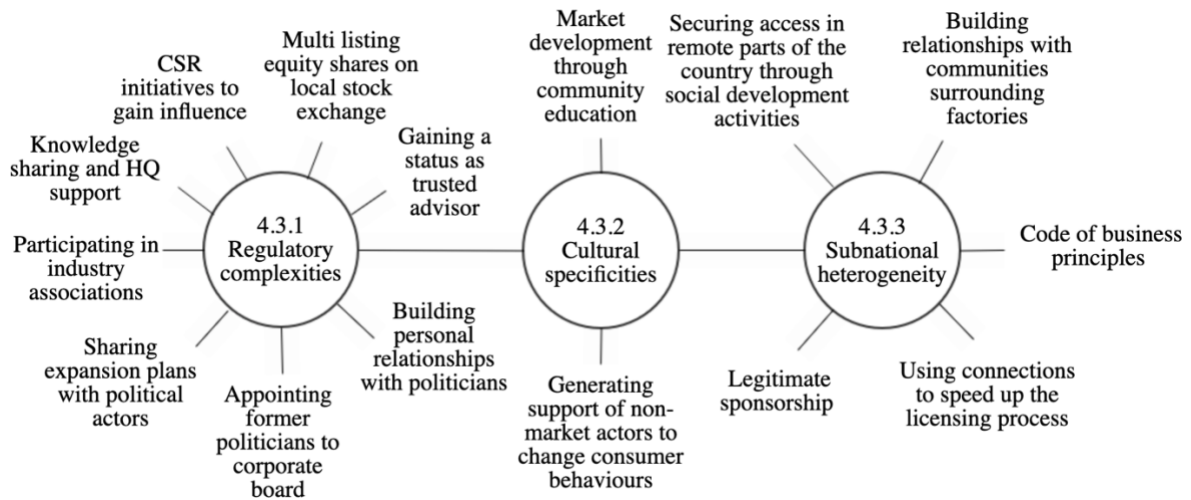 CSR
initiatives to
gain influence
Multi listing
equity shares on
local stock
exchange
Knowledge
sharing and HQ
support
Gaining a
status as
trusted
advisor
Participating in
industry
associations
4.3.1
Regulatory
complexities
Sharing
expansion plans
with political
actors
Appointing
former
politicians to
corporate
board
Building
personal
relationships
with politicians
Market
development
through
community
education
4.3.2
Cultural
specificities
Generating
support of non-
market actors to
change consumer
behaviours
Securing access in
remote parts of the
country through
social development
activities
Building
relationships with
communities
surrounding
factories
4.3.3
Subnational
heterogeneity
Code of business
principles
Legitimate
sponsorship
Using connections
to speed up the
licensing process